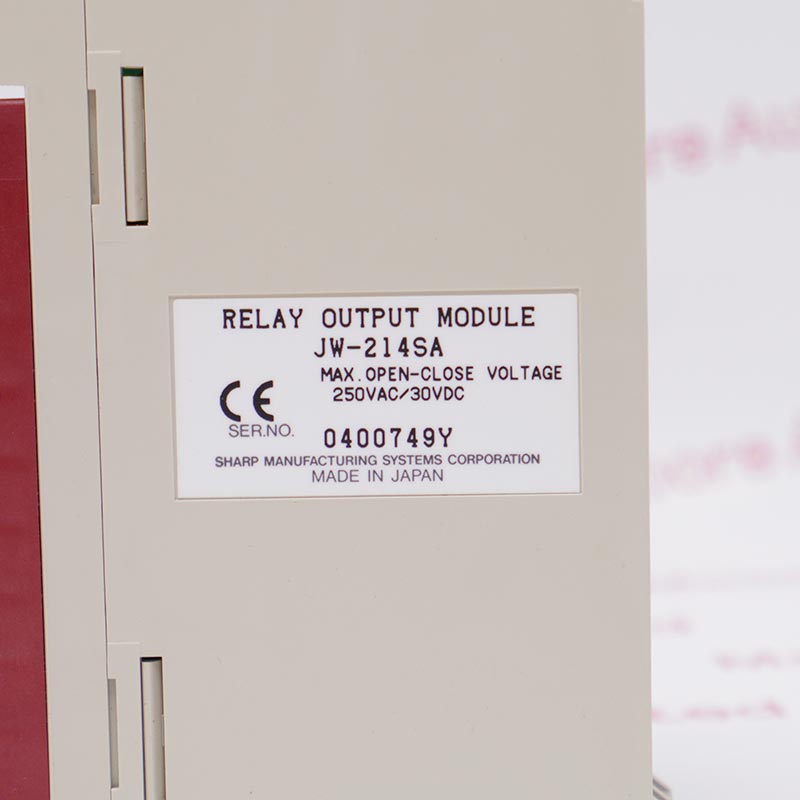 RELAY OUTPUT MODULE
JW-214SA
MAX.OPEN-CLOSE VOLTAGE
250VAC/30VDC
CE
SER.NO. 0400749Y
SHARP MANUFACTURING SYSTEMS CORPORATION
MADE IN JAPAN